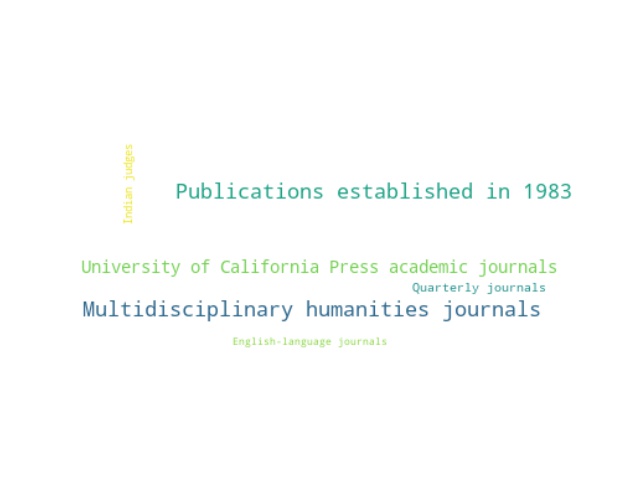 Indian judges
Publications established in 1983
University of California Press academic journals
Quarterly journals
Multidisciplinary humanities journals
English-language journals